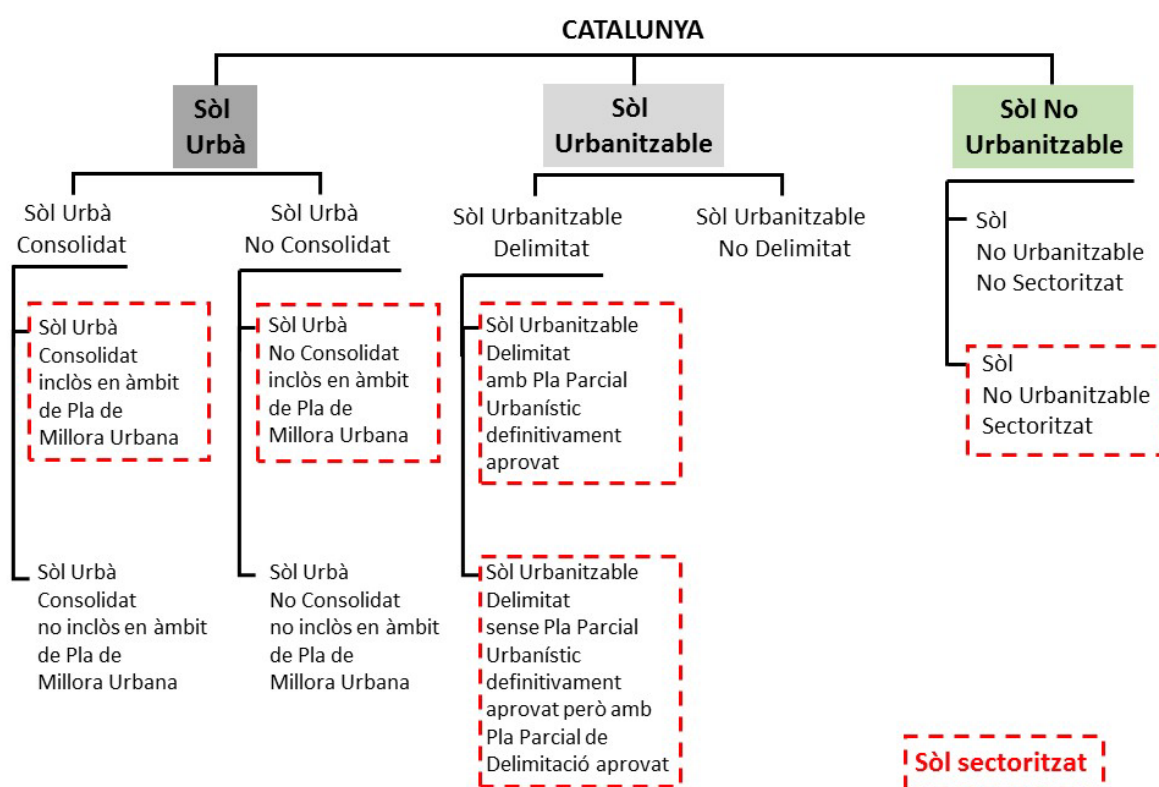 CATALUNYA
Sòl
Urbà
Sòl
Urbanitzable
Sòl No
Urbanitzable
Sòl Urbà
Consolidat
Sòl Urbà
No Consolidat
Sòl Urbanitzable
Delimitat
Sòl Urbanitzable
No Delimitat
Sòl
No Urbanitzable
No Sectoritzat
Sòl Urbà
Consolidat
inclòs en àmbit
de Pla de
Millora Urbana
Sòl Urbà
No Consolidat
inclòs en àmbit
de Pla de
Millora Urbana
Sòl Urbanitzable
Delimitat
amb Pla Parcial
Urbanístic
definitivament
aprovat
Sòl
No Urbanitzable
Sectoritzat
Sòl Urbà
Consolidat
no inclòs en àmbit
de Pla de
Millora Urbana
Sòl Urbà
No Consolidat
no inclòs en àmbit
de Pla de
Millora Urbana
Sòl Urbanitzable
Delimitat
sense Pla Parcial
Urbanístic
definitivament
aprovat però amb
Pla Parcial de
Delimitació aprovat
Sòl sectoritzat